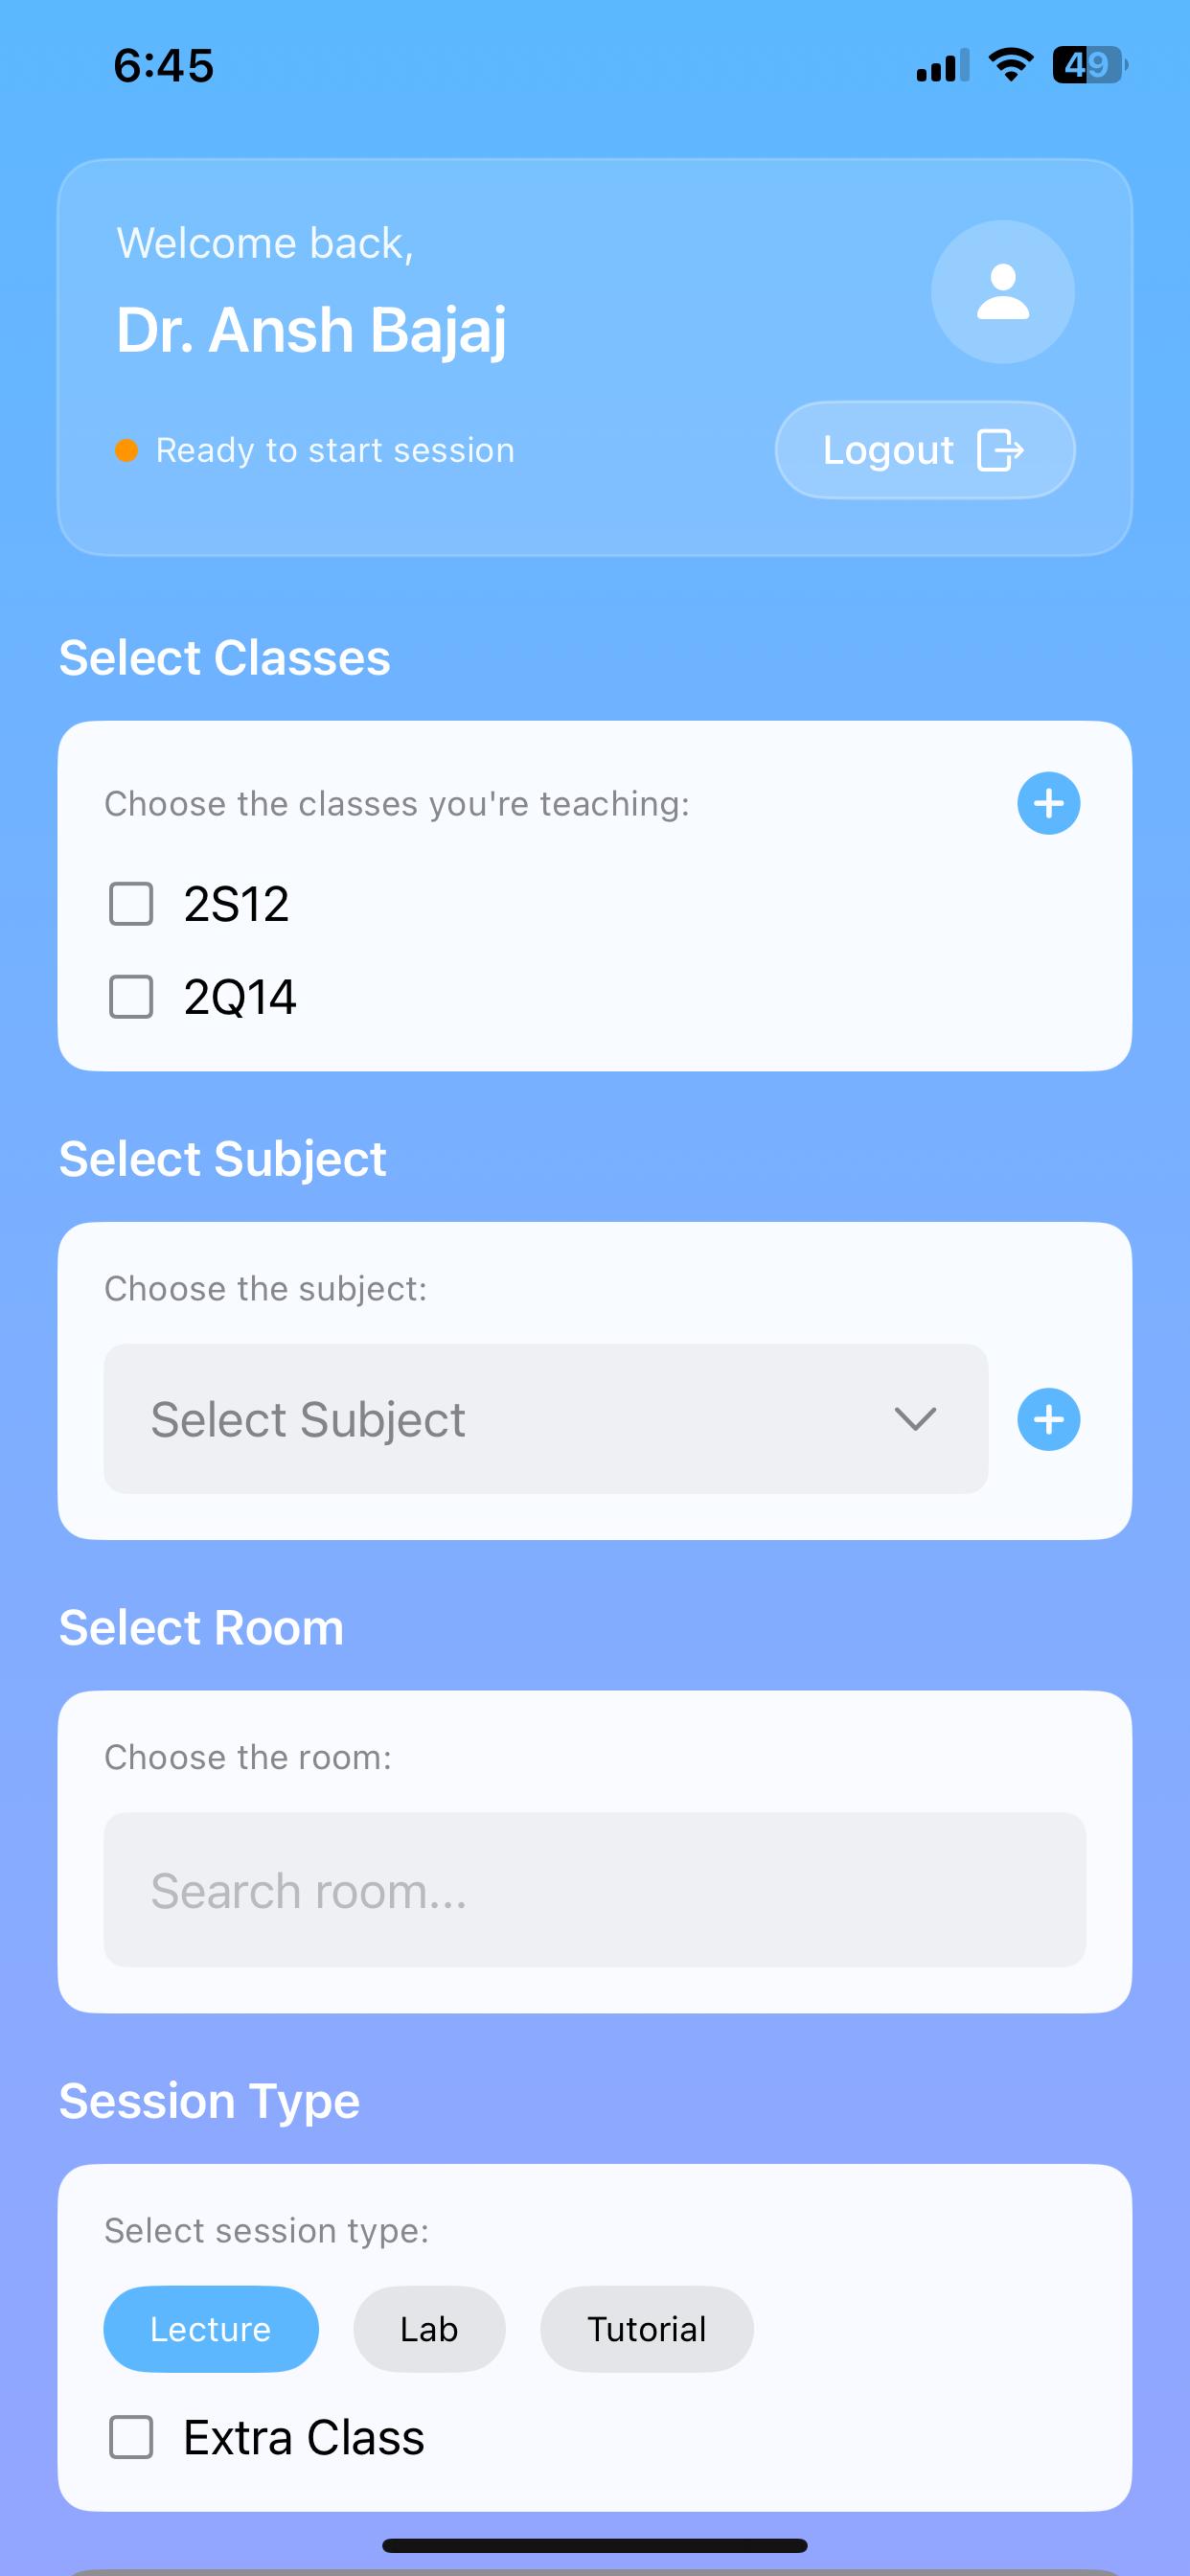 6:45
49
Welcome back,
Dr. Ansh Bajaj
Ready to start session
Logout
Select Classes
Choose the classes you're teaching:
2S12
2Q14
Select Subject
Choose the subject:
Select Subject
Select Room
Choose the room:
Search room...
Session Type
Select session type:
Lecture Lab Tutorial
Extra Class